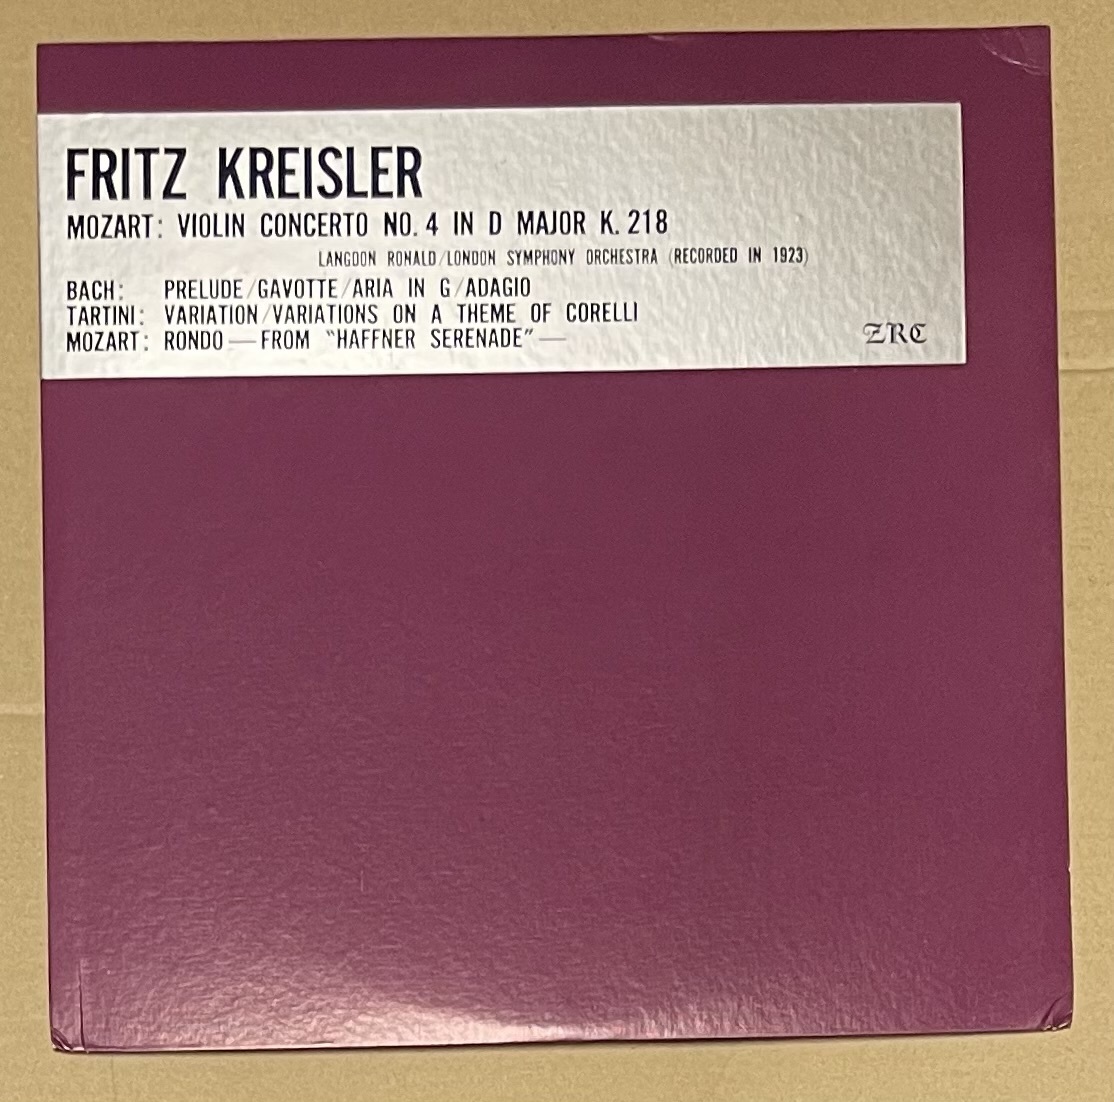 FRITZ KREISLER
MOZART: VIOLIN CONCERTO NO. 4 IN D MAJOR K. 218
LANGDON RONALD/LONDON SYMPHONY ORCHESTRA (RECORDED IN 1923)
BACH: PRELUDE/GAVOTTE/ARIA IN G/ADAGIO
TARTINI: VARIATION/VARIATIONS ON A THEME OF CORELLI
MOZART: RONDO—FROM "HAFFNER SERENADE"—
ZRC